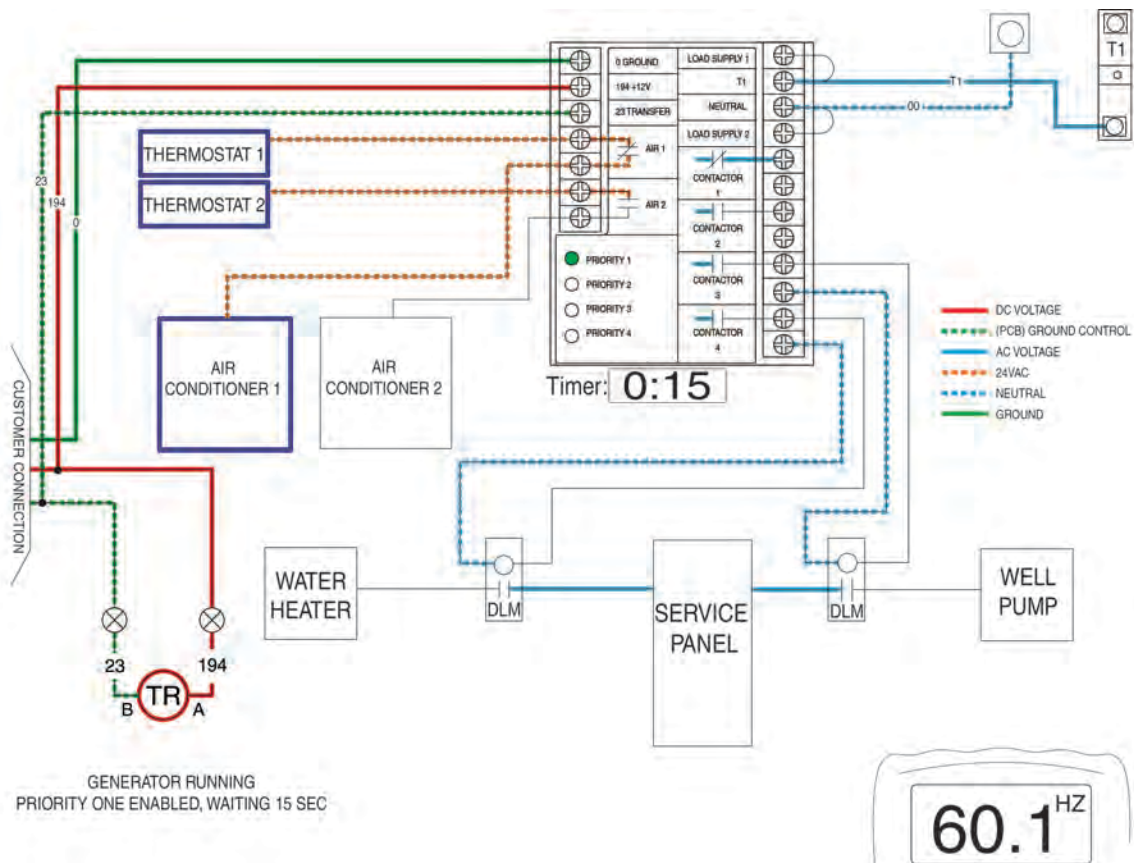 0 GROUND
LOAD SUPPLY 1
194 +12V
T1
23 TRANSFER
NEUTRAL
LOAD SUPPLY 2
AIR 1
CONTACTOR
1
AIR 2
CONTACTOR
2
PRIORITY 1
PRIORITY 2
CONTACTOR
3
PRIORITY 3
PRIORITY 4
CONTACTOR
4
Timer: 0:15
T1
00
T1
THERMOSTAT 1
THERMOSTAT 2
23
194
0
AIR
CONDITIONER 1
AIR
CONDITIONER 2
DC VOLTAGE
(PCB) GROUND CONTROL
AC VOLTAGE
24VAC
NEUTRAL
GROUND
CUSTOMER CONNECTION
WATER
HEATER
DLM
SERVICE
PANEL
DLM
WELL
PUMP
23
194
B
TR
A
GENERATOR RUNNING
PRIORITY ONE ENABLED, WAITING 15 SEC
60.1 HZ